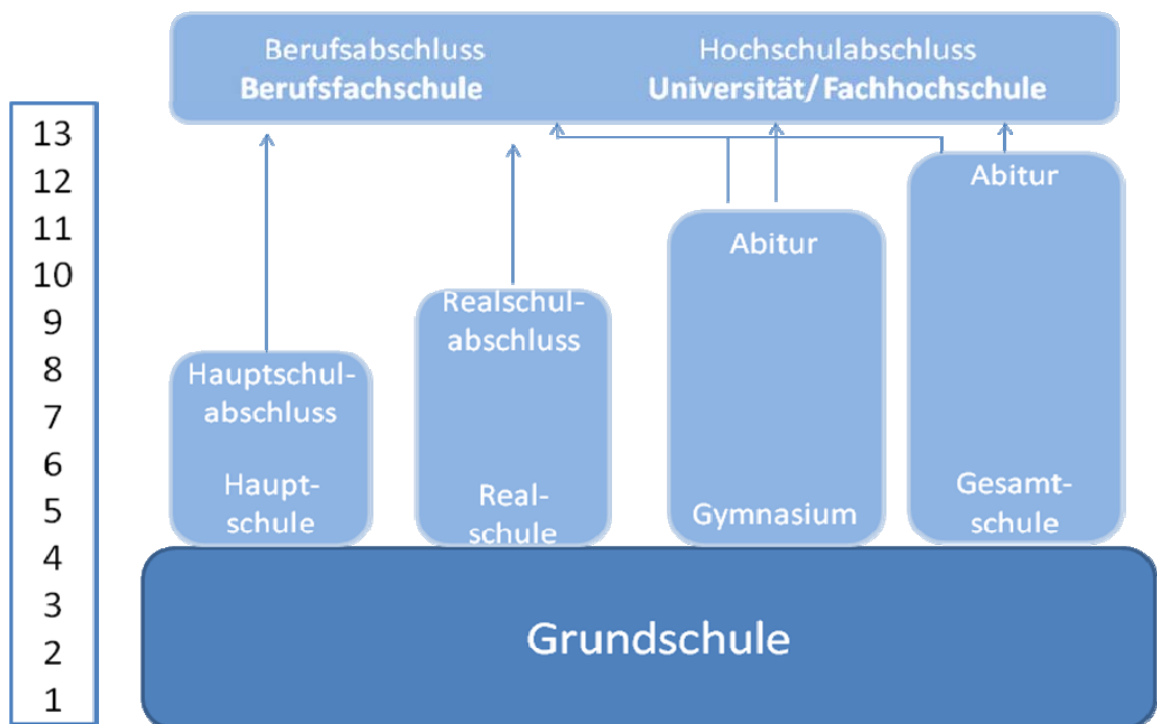 Berufsabschluss
Berufsfachschule
Hochschulabschluss
Universität/Fachhochschule
13
12
11
10
9
8
7
6
5
4
3
2
1
Hauptschul-
abschluss
Haupt-
schule
Realschul-
abschluss
Real-
schule
Abitur
Gymnasium
Abitur
Gesamt-
schule
Grundschule